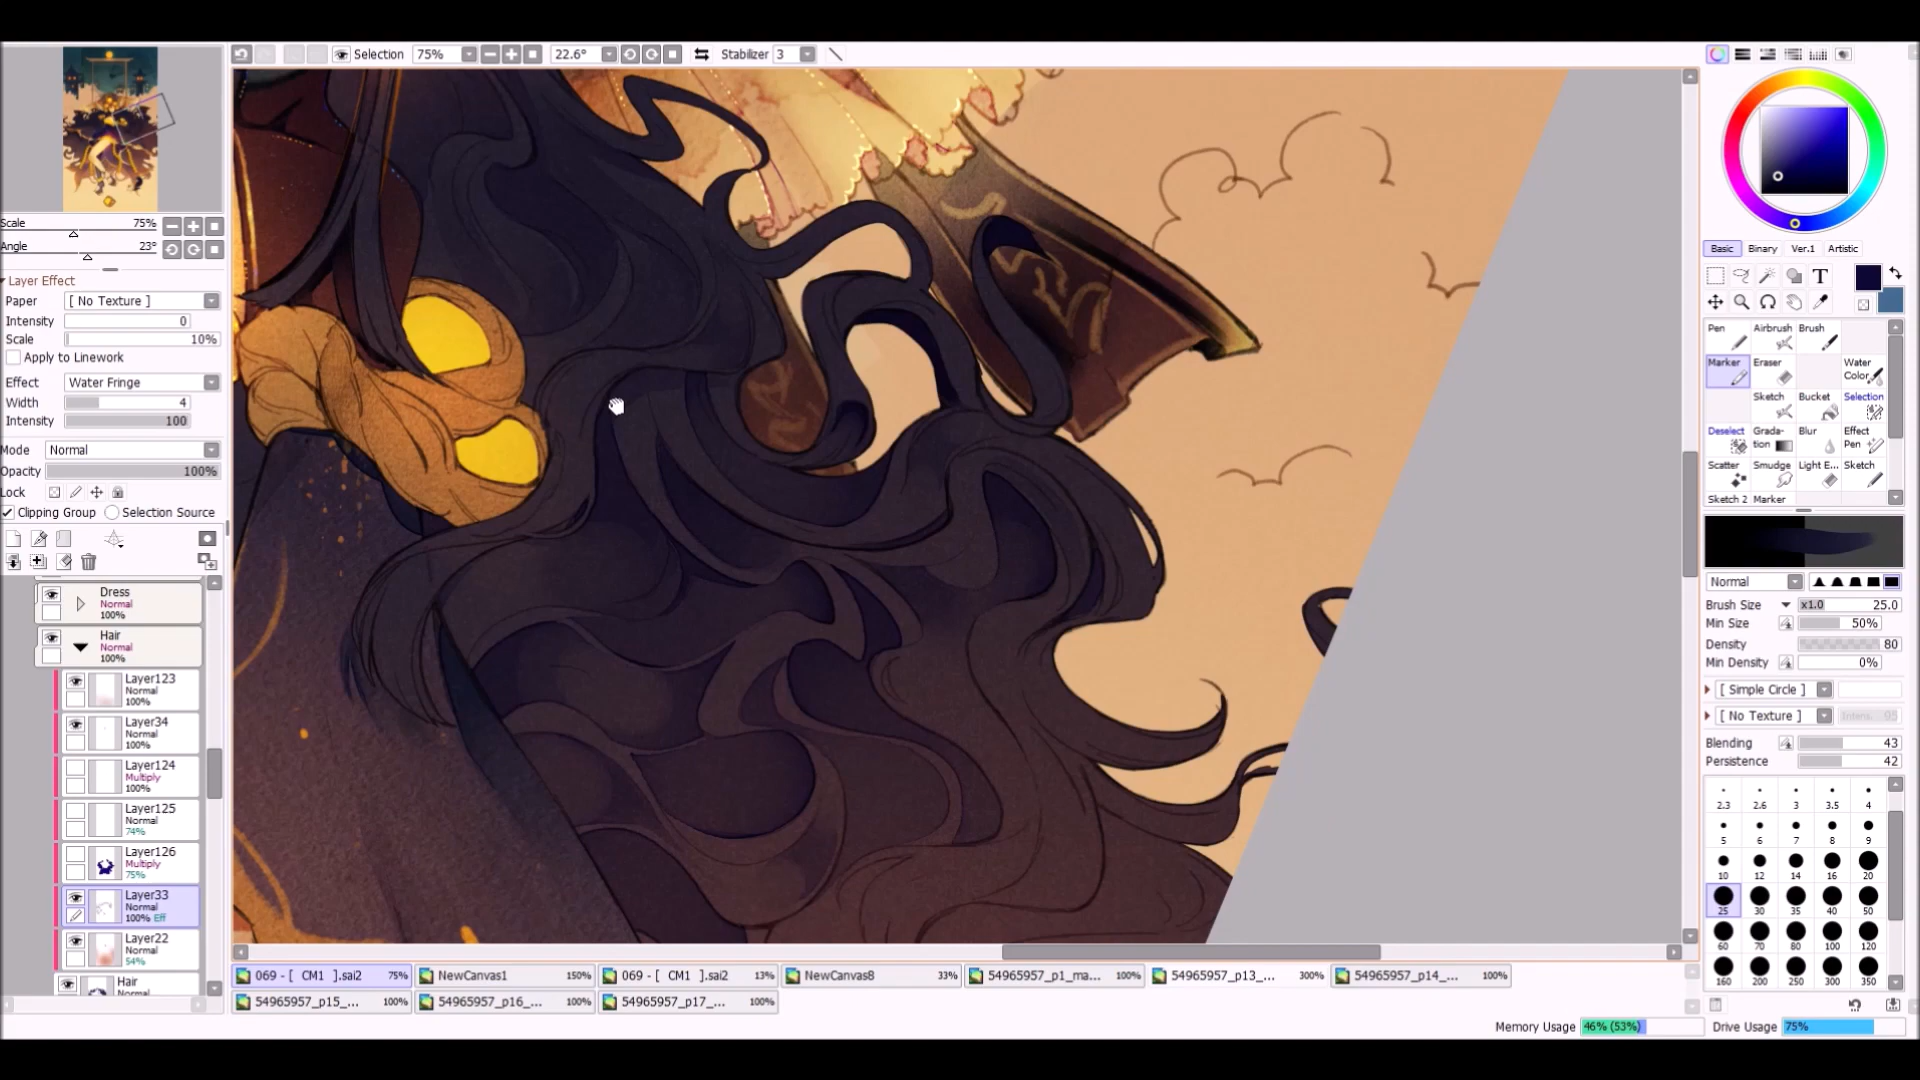 Selection 75% 22.6° Stabilizer 3
Scale 75%
Angle 23°
Layer Effect
Paper [ No Texture ]
Intensity 0
Scale 10%
Apply to Linework
Effect Water Fringe
Width 4
Intensity 100
Mode Normal
Opacity 100%
Lock
Clipping Group Selection Source
Dress
Normal
100%
Hair
Normal
100%
Layer123
Normal
100%
Layer34
Normal
100%
Layer124
Multiply
100%
Layer125
Normal
74%
Layer126
Multiply
75%
Layer33
Normal
100% Eff
Layer22
Normal
54%
Hair
069 - [ CM1 ].sai2 75% NewCanvas1 150% 069 - [ CM1 ].sai2 13% NewCanvas8 33% 54965957_p1_ma... 100% 54965957_p13_... 300% 54965957_p14_... 100%
54965957_p15_... 100% 54965957_p16_... 100% 54965957_p17_... 100%
Basic Binary Ver.1 Artistic
T
Pen Airbrush Brush
Marker Eraser Water Color
Sketch Bucket Selection
Deselect Gradation Blur Effect Pen
Scatter Smudge Light E... Sketch
Sketch 2 Marker
Normal
Brush Size x1.0 25.0
Min Size 50%
Density 80
Min Density 0%
[ Simple Circle ]
[ No Texture ] Intens. 95
Blending 43
Persistence 42
2.3 2.6 3 3.5 4
5 6 7 8 9
10 12 14 16 20
25 30 35 40 50
60 70 80 100 120
160 200 250 300 350
Memory Usage 46% (53%) Drive Usage 75%